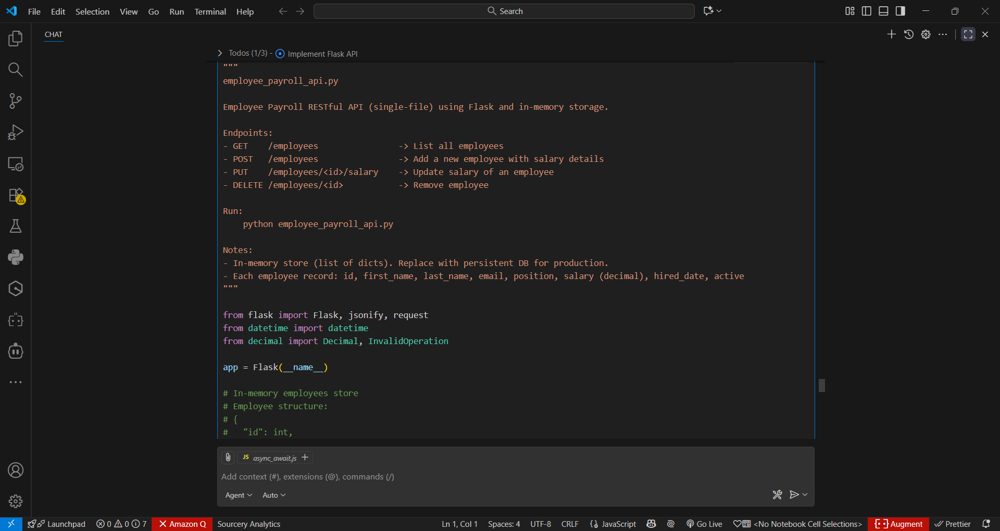 File Edit Selection View Go Run Terminal Help
Search
CHAT
Todos (1/3) - Implement Flask API
"""
employee_payroll_api.py
Employee Payroll RESTful API (single-file) using Flask and in-memory storage.
Endpoints:
- GET    /employees                -> List all employees
- POST   /employees                -> Add a new employee with salary details
- PUT    /employees/<id>/salary    -> Update salary of an employee
- DELETE /employees/<id>           -> Remove employee
Run:
    python employee_payroll_api.py
Notes:
- In-memory store (list of dicts). Replace with persistent DB for production.
- Each employee record: id, first_name, last_name, email, position, salary (decimal), hired_date, active
"""
from flask import Flask, jsonify, request
from datetime import datetime
from decimal import Decimal, InvalidOperation
app = Flask(__name__)
# In-memory employees store
# Employee structure:
# {
#   "id": int,
JS async_await.js
Add context (#), extensions (@), commands (/)
Agent Auto
Launchpad 0 0 7 Amazon Q Sourcery Analytics Ln 1, Col 1 Spaces: 4 UTF-8 CRLF JavaScript Go Live <No Notebook Cell Selections> Augment Prettier